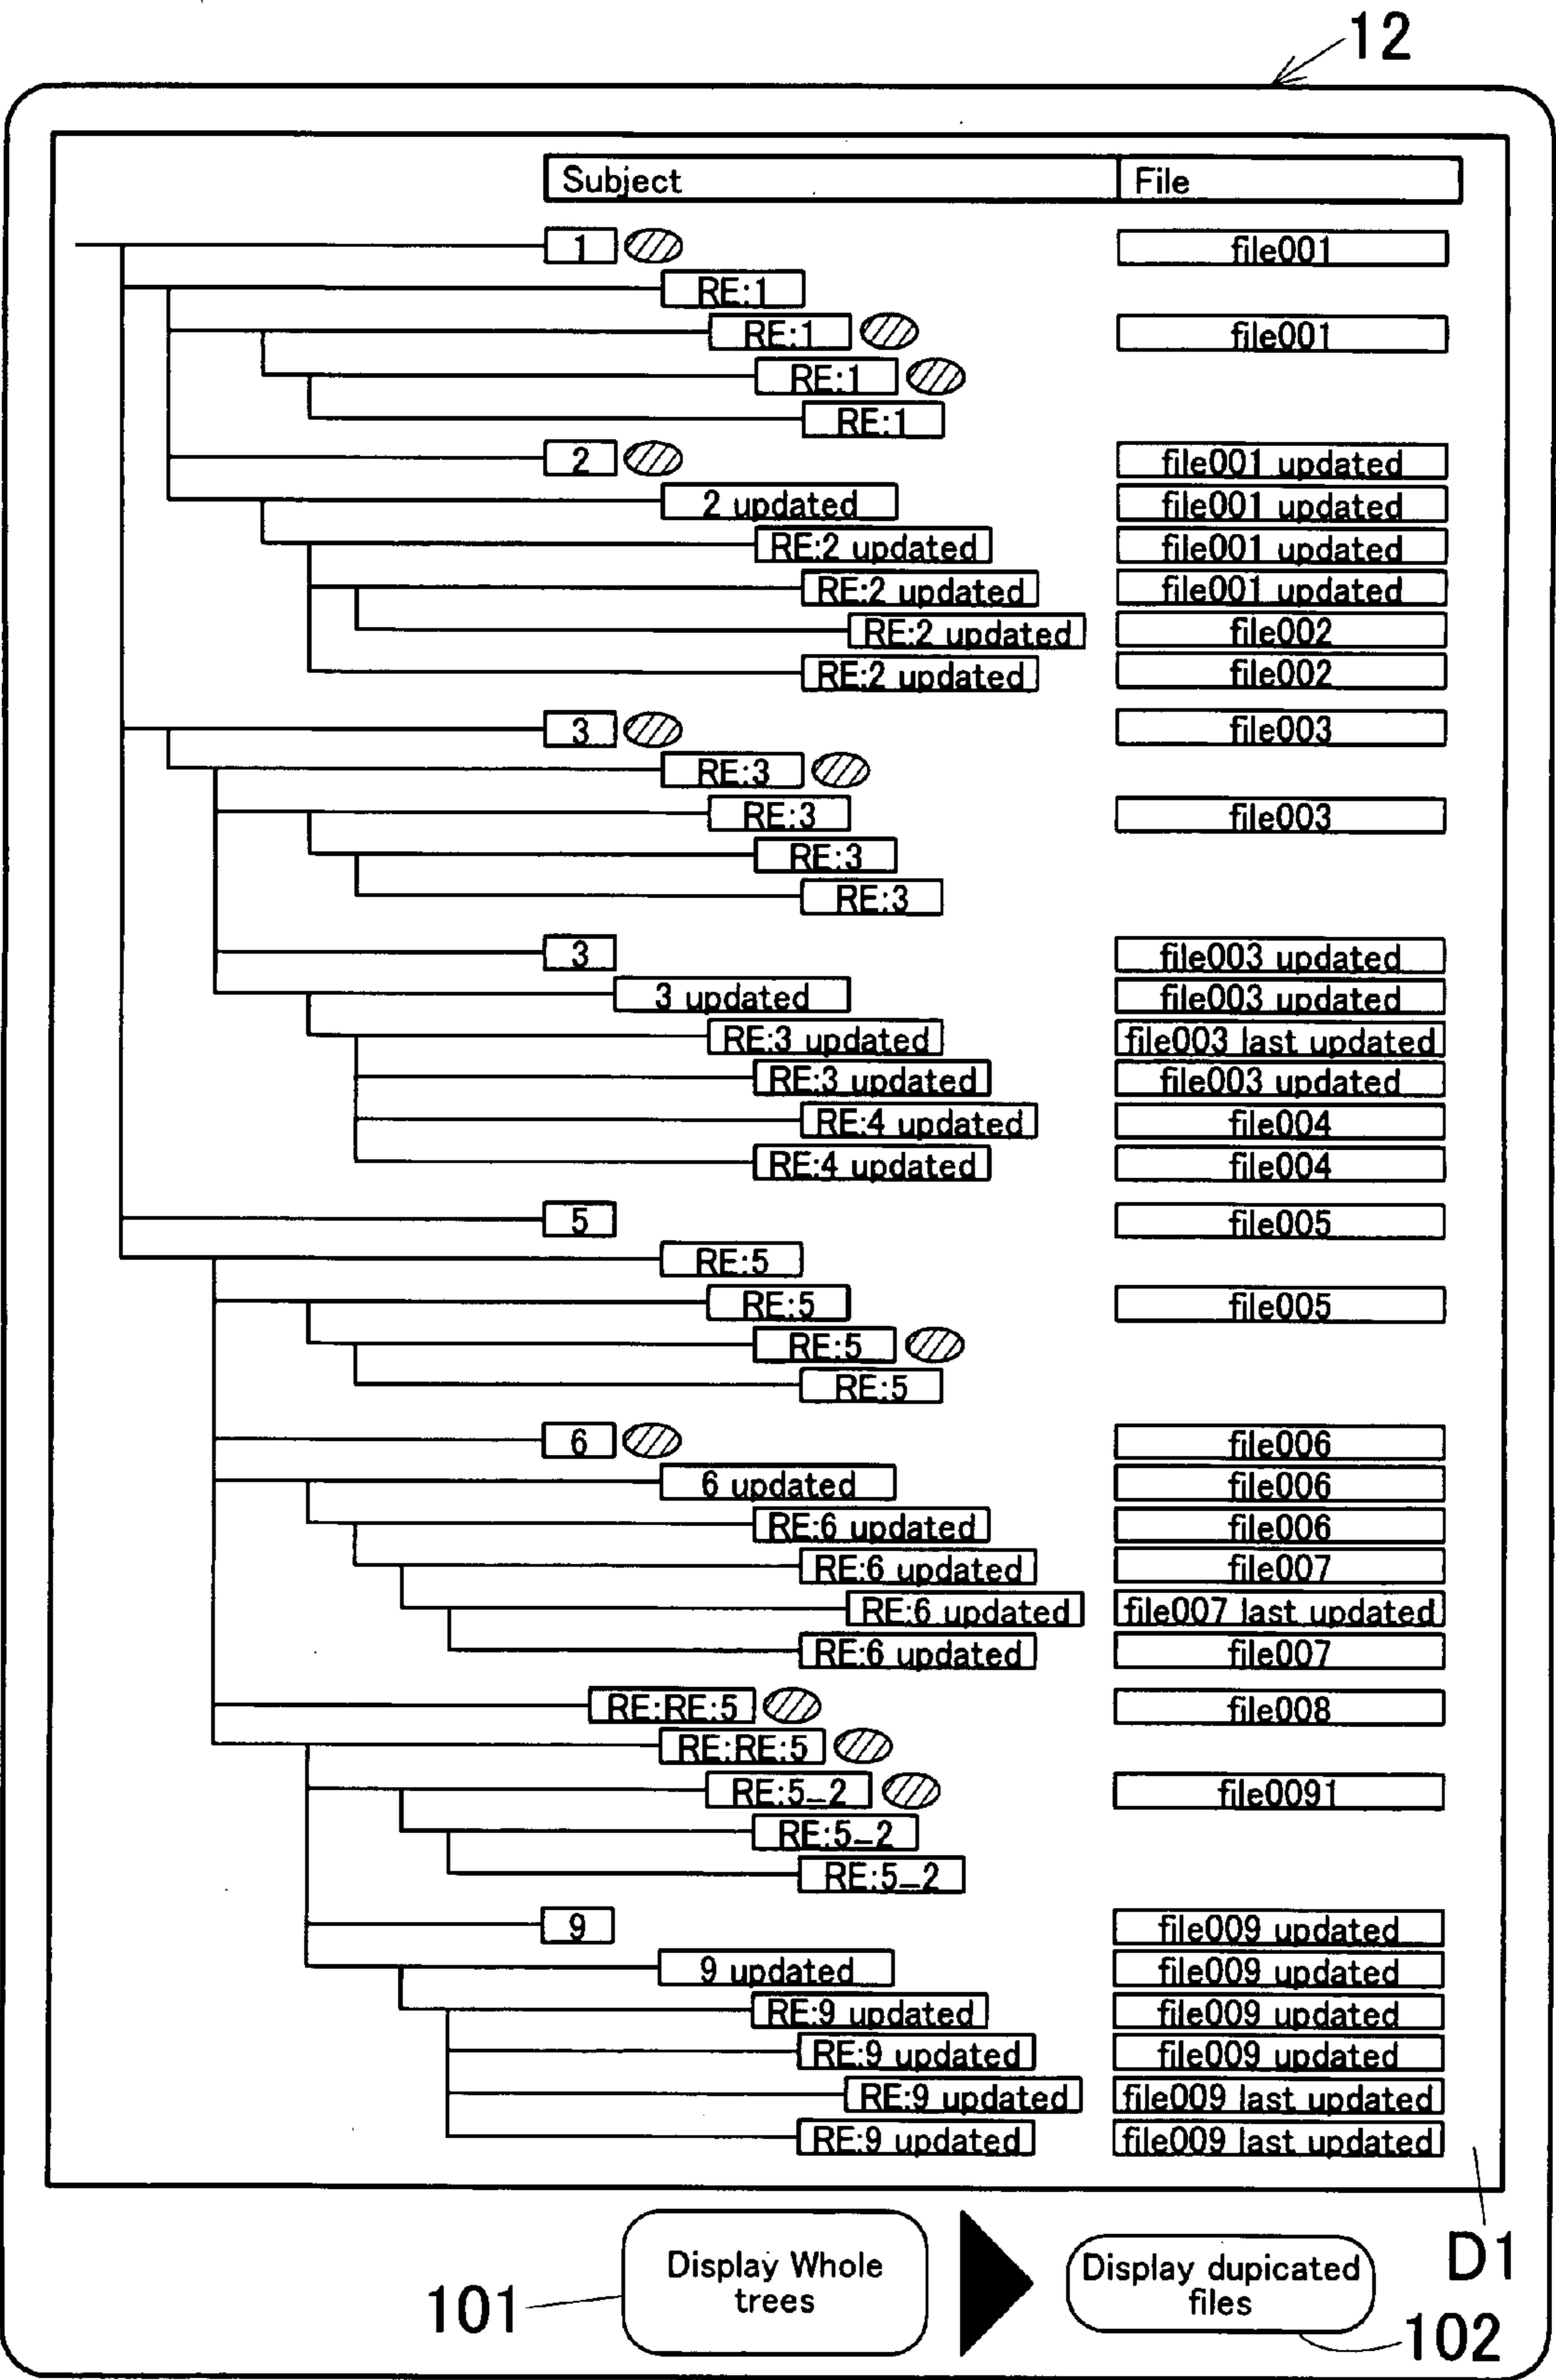 12
Subject File
1 file001
RE:1
RE:1 file001
RE:1
RE:1
2 file001 updated
2 updated file001 updated
RE:2 updated file001 updated
RE:2 updated file001 updated
RE:2 updated file002
RE:2 updated file002
3 file003
RE:3
RE:3 file003
RE:3
RE:3
3 file003 updated
3 updated file003 updated
RE:3 updated file003 last updated
RE:3 updated file003 updated
RE:4 updated file004
RE:4 updated file004
5 file005
RE:5
RE:5 file005
RE:5
RE:5
6 file006
6 updated file006
RE:6 updated file006
RE:6 updated file007
RE:6 updated file007 last updated
RE:6 updated file007
RE:RE:5 file008
RE:RE:5
RE:5_2 file0091
RE:5_2
RE:5_2
9 file009 updated
9 updated file009 updated
RE:9 updated file009 updated
RE:9 updated file009 updated
RE:9 updated file009 last updated
RE:9 updated file009 last updated
D1
Display Whole
trees
Display dupicated
files
101
102